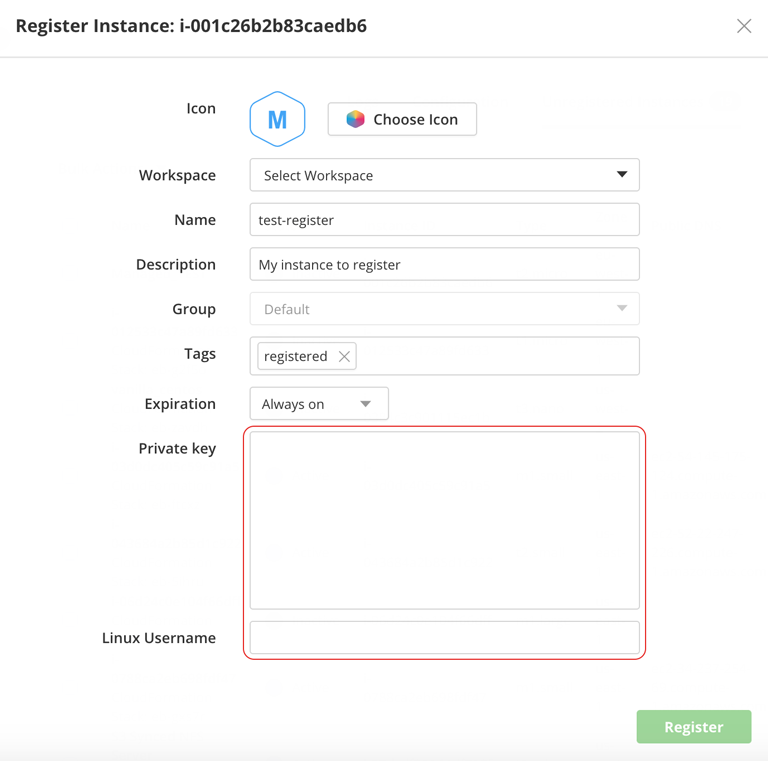 Register Instance: i-001c26b2b83caedb6
Icon M Choose Icon
Workspace Select Workspace
Name test-register
Description My instance to register
Group Default
Tags registered
Expiration Always on
Private key
Linux Username
Register